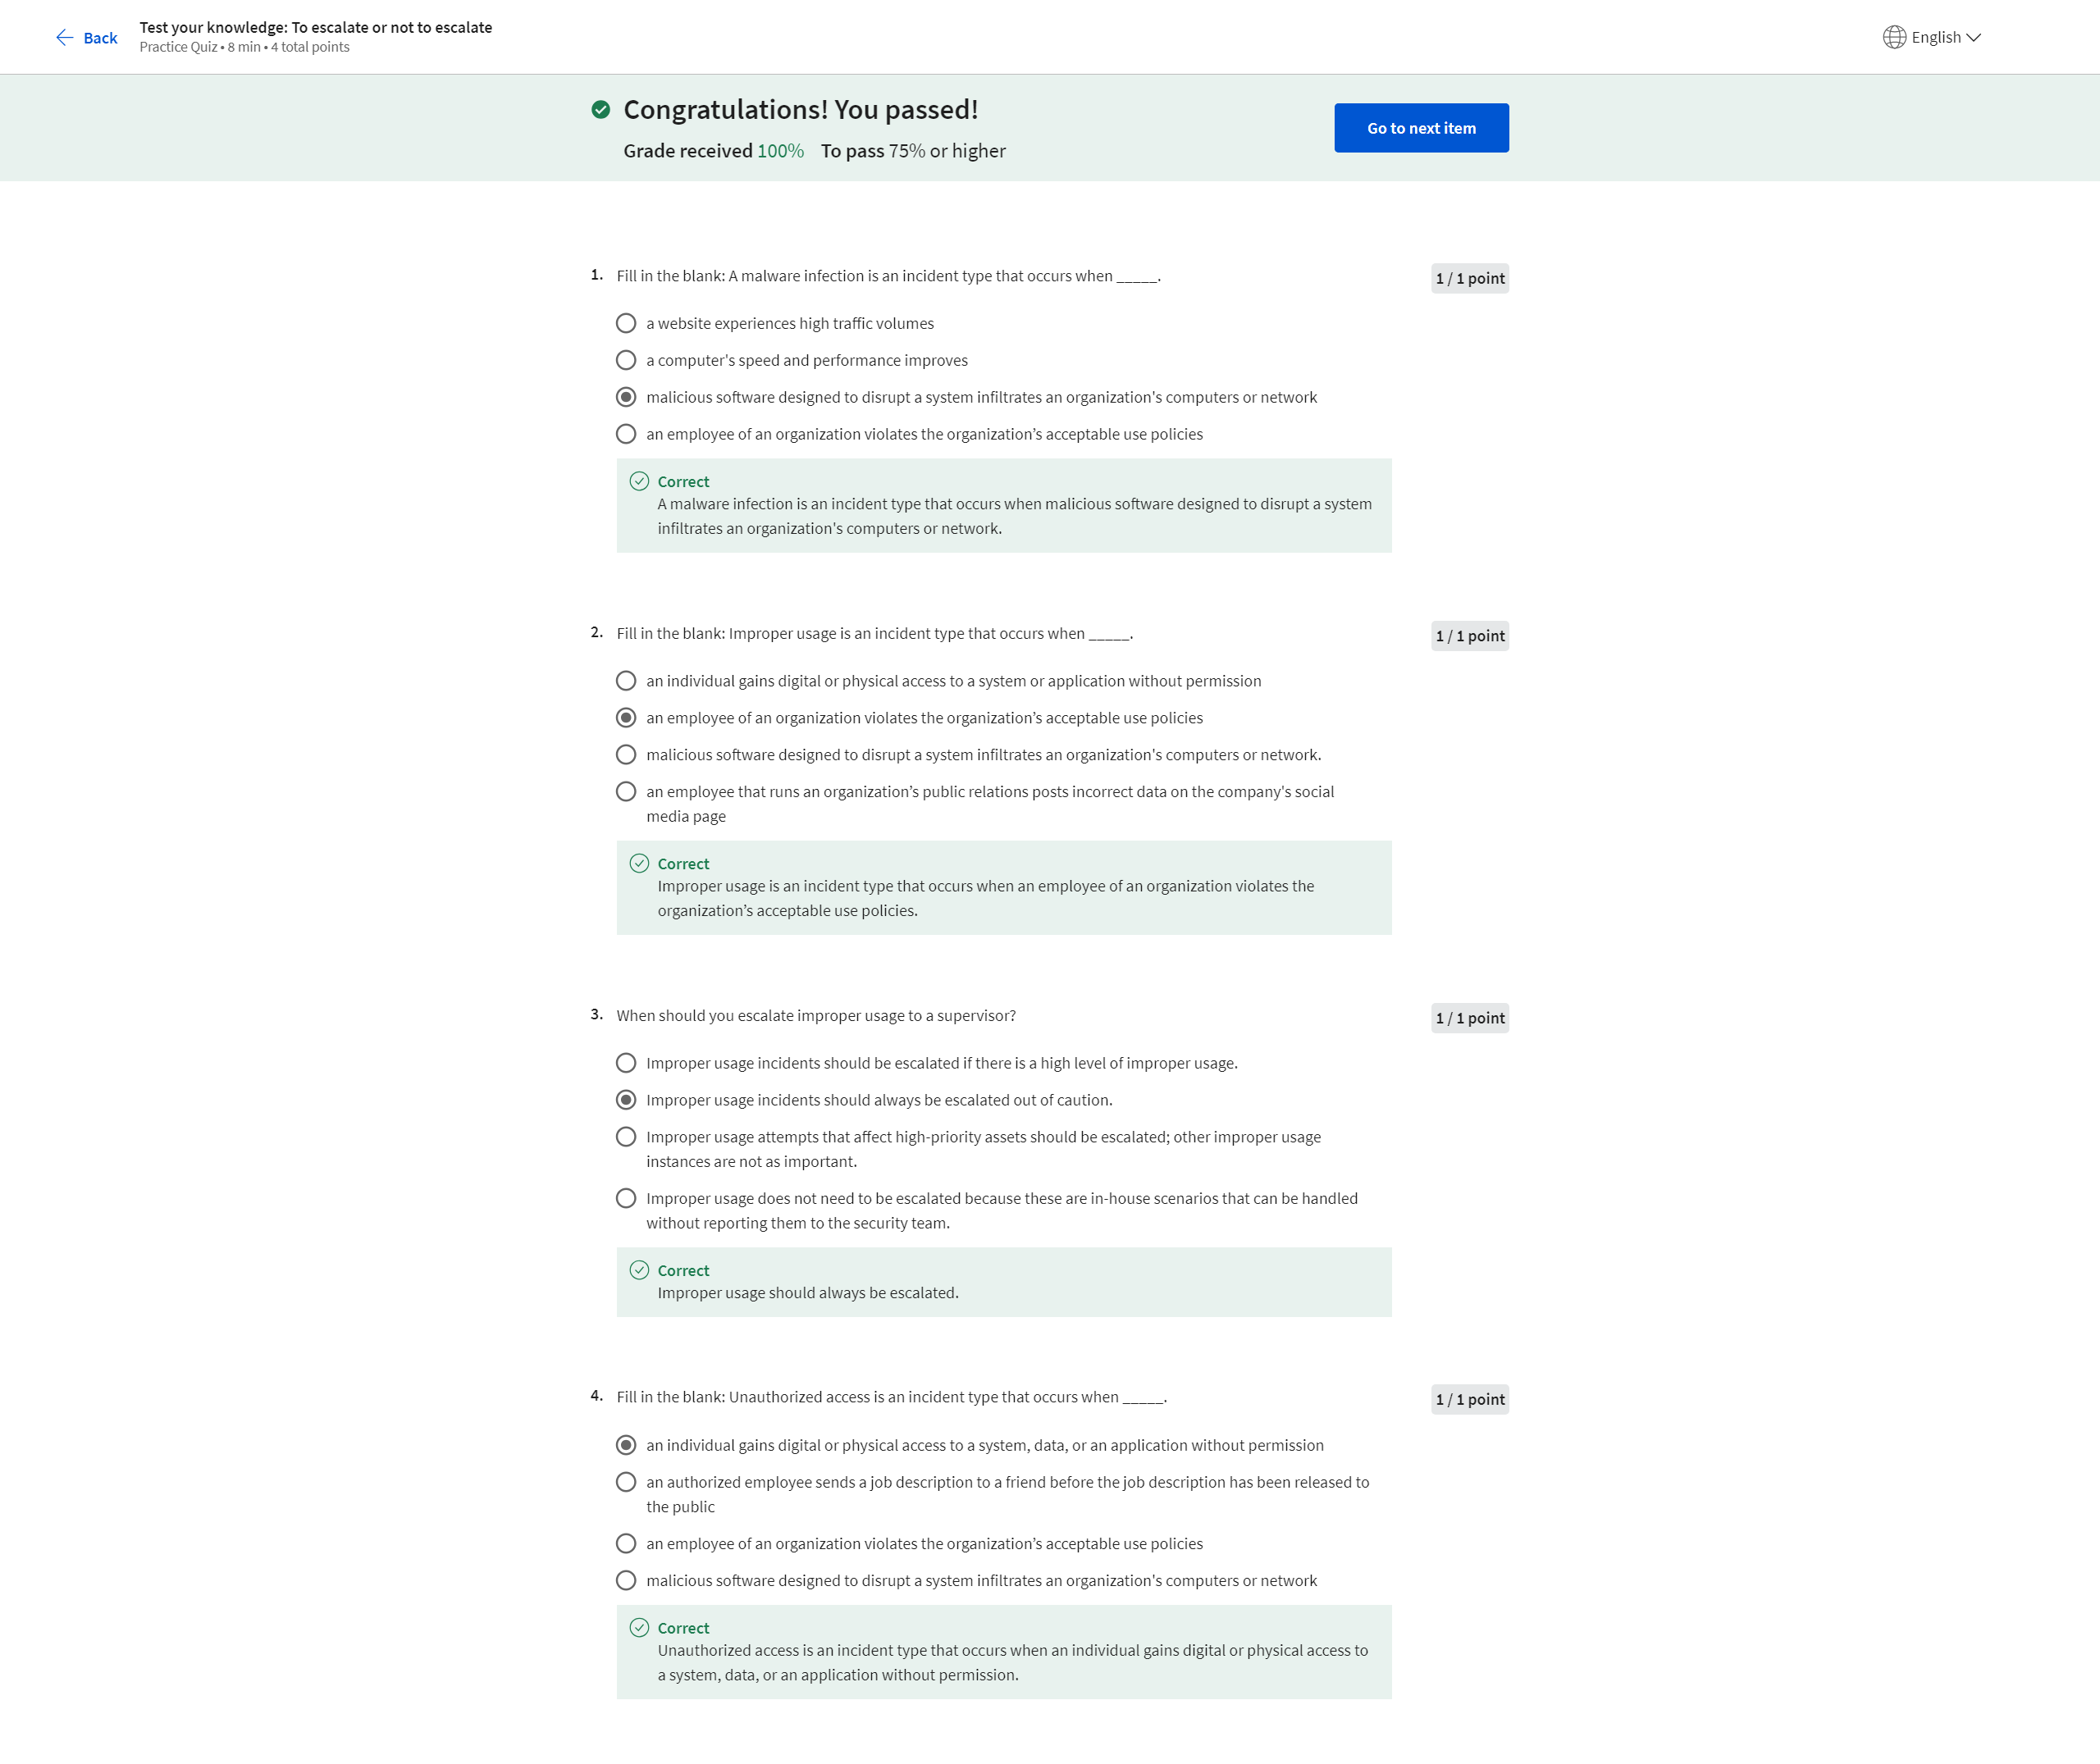 Back
Test your knowledge: To escalate or not to escalate
Practice Quiz • 8 min • 4 total points
English
Congratulations! You passed!
Grade received 100% To pass 75% or higher
Go to next item
1. Fill in the blank: A malware infection is an incident type that occurs when _____.
1 / 1 point
a website experiences high traffic volumes
a computer's speed and performance improves
malicious software designed to disrupt a system infiltrates an organization's computers or network
an employee of an organization violates the organization’s acceptable use policies
Correct
A malware infection is an incident type that occurs when malicious software designed to disrupt a system
infiltrates an organization's computers or network.
2. Fill in the blank: Improper usage is an incident type that occurs when _____.
1 / 1 point
an individual gains digital or physical access to a system or application without permission
an employee of an organization violates the organization’s acceptable use policies
malicious software designed to disrupt a system infiltrates an organization's computers or network.
an employee that runs an organization’s public relations posts incorrect data on the company's social
media page
Correct
Improper usage is an incident type that occurs when an employee of an organization violates the
organization’s acceptable use policies.
3. When should you escalate improper usage to a supervisor?
1 / 1 point
Improper usage incidents should be escalated if there is a high level of improper usage.
Improper usage incidents should always be escalated out of caution.
Improper usage attempts that affect high-priority assets should be escalated; other improper usage
instances are not as important.
Improper usage does not need to be escalated because these are in-house scenarios that can be handled
without reporting them to the security team.
Correct
Improper usage should always be escalated.
4. Fill in the blank: Unauthorized access is an incident type that occurs when _____.
1 / 1 point
an individual gains digital or physical access to a system, data, or an application without permission
an authorized employee sends a job description to a friend before the job description has been released to
the public
an employee of an organization violates the organization’s acceptable use policies
malicious software designed to disrupt a system infiltrates an organization's computers or network
Correct
Unauthorized access is an incident type that occurs when an individual gains digital or physical access to
a system, data, or an application without permission.